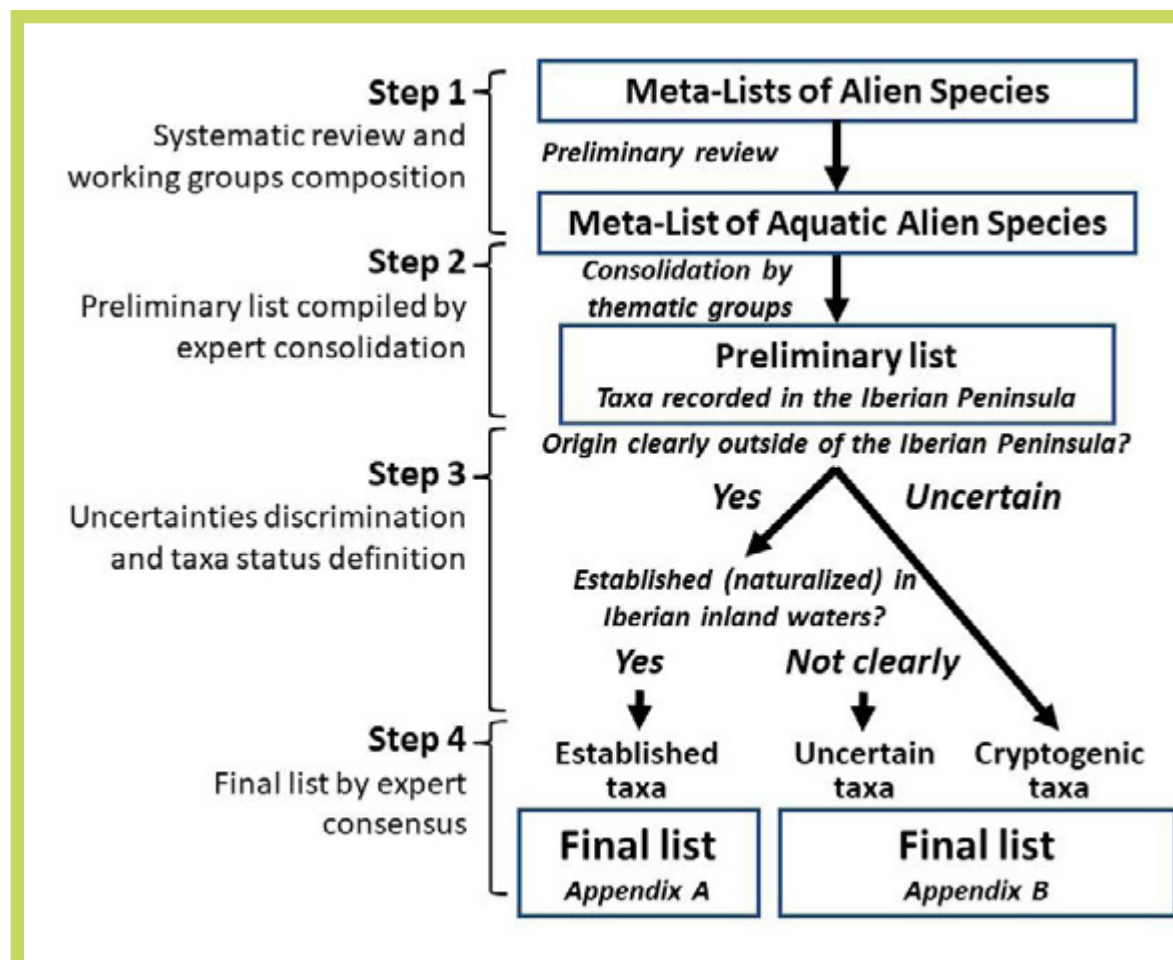 Step 1
Systematic review and
working groups composition
Meta-Lists of Alien Species
Preliminary review
Meta-List of Aquatic Alien Species
Step 2
Preliminary list compiled by
expert consolidation
Consolidation by
thematic groups
Preliminary list
Taxa recorded in the Iberian Peninsula
Step 3
Uncertainties discrimination
and taxa status definition
Origin clearly outside of the Iberian Peninsula?
Yes
Uncertain
Established (naturalized) in
Iberian inland waters?
Yes
Not clearly
Step 4
Final list by expert
consensus
Established
taxa
Uncertain
taxa
Cryptogenic
taxa
Final list
Appendix A
Final list
Appendix B